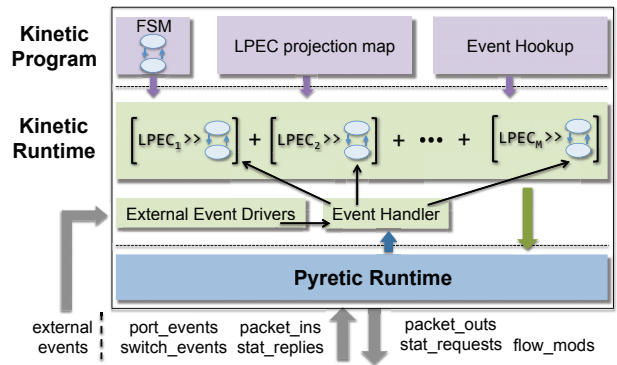 Kinetic
Program
FSM
LPEC projection map
Event Hookup
Kinetic
Runtime
[LPEC₁>> ] + [LPEC₂>> ] + ••• + [LPEC_M>> ]
External Event Drivers
Event Handler
Pyretic Runtime
external
events
port_events
switch_events
packet_ins
stat_replies
packet_outs
stat_requests
flow_mods